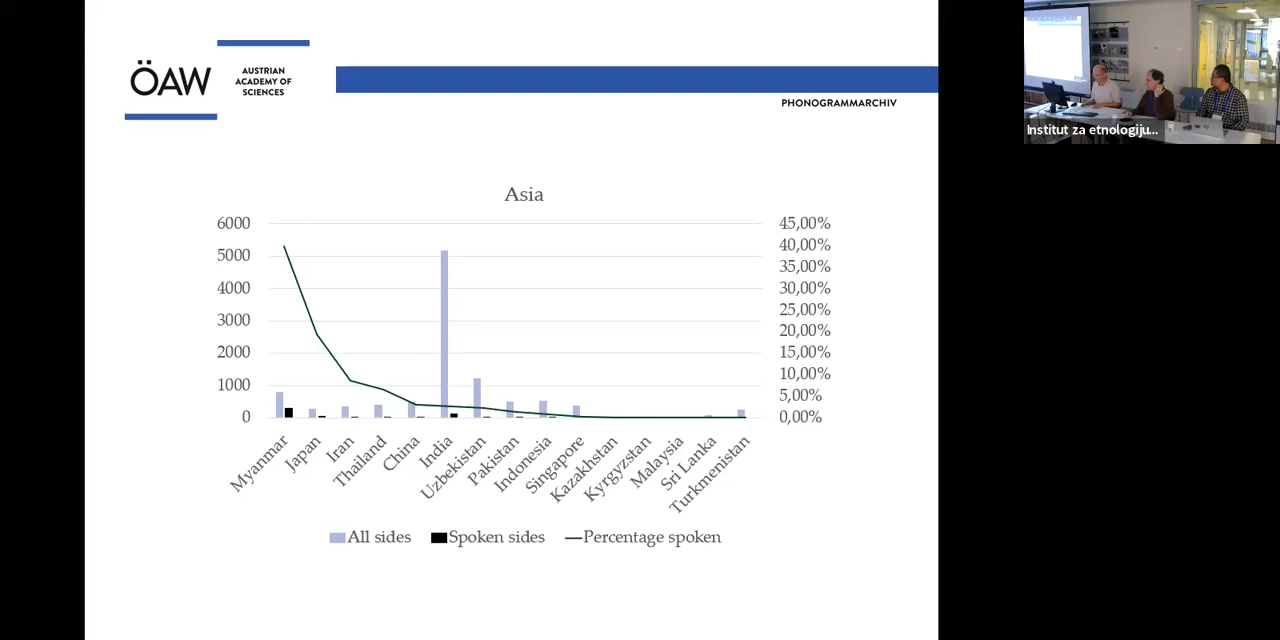 ÖAW
AUSTRIAN
ACADEMY OF
SCIENCES
PHONOGRAMMARCHIV
Institut za etnologiju...
Asia
6000
5000
4000
3000
2000
1000
0
45,00%
40,00%
35,00%
30,00%
25,00%
20,00%
15,00%
10,00%
5,00%
0,00%
Myanmar
Japan
Iran
Thailand
China
India
Uzbekistan
Pakistan
Indonesia
Singapore
Kazakhstan
Kyrgyzstan
Malaysia
Sri Lanka
Turkmenistan
All sides
Spoken sides
Percentage spoken